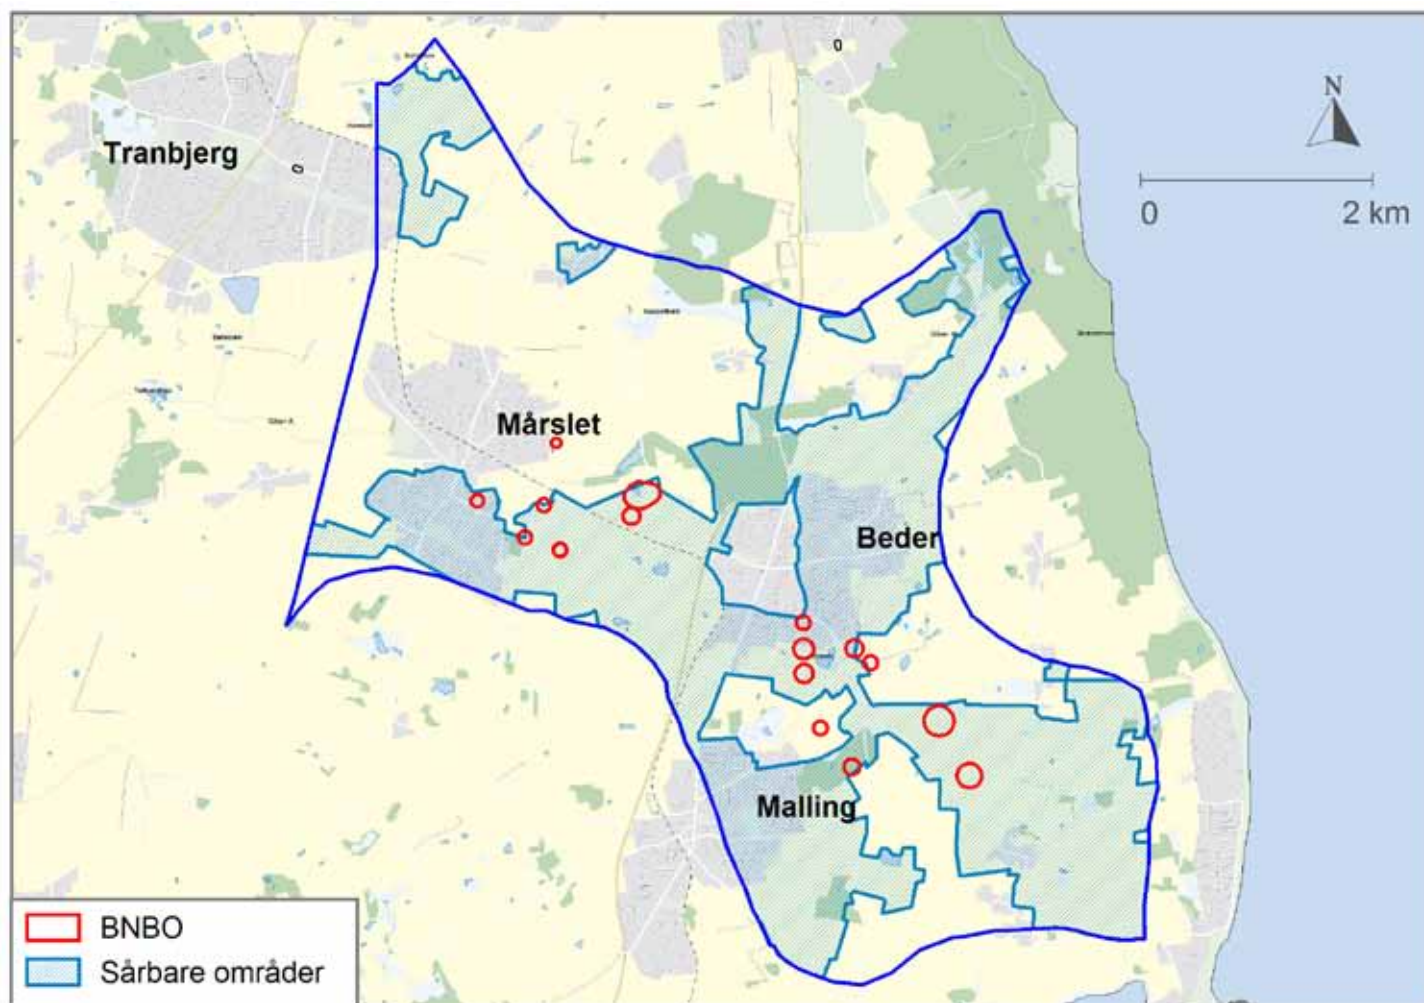 N
0 2 km
Tranbjerg
Mårslet
Beder
Malling
BNBO
Sårbare områder